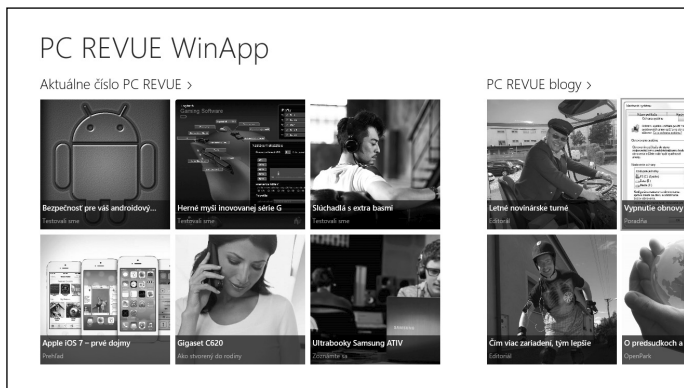 PC REVUE WinApp
Aktuálne číslo PC REVUE >
Bezpečnosť pre váš androidový...
Testovali sme
Gaming Software
Herné myši inovovanej série G
Testovali sme
Slúchadlá s extra basmi
Testovali sme
Apple iOS 7 – prvé dojmy
Prehľad
Gigaset C620
Ako stvorený do rodiny
SAMSUNG
Ultrabooky Samsung ATIV
Zoznámte sa
PC REVUE blogy >
Letné novinárske turné
Editoriál
Vypnutie obnovy
Poradňa
Čím viac zariadení, tým lepšie
Editoriál
O predsudkoch a
OpenPark